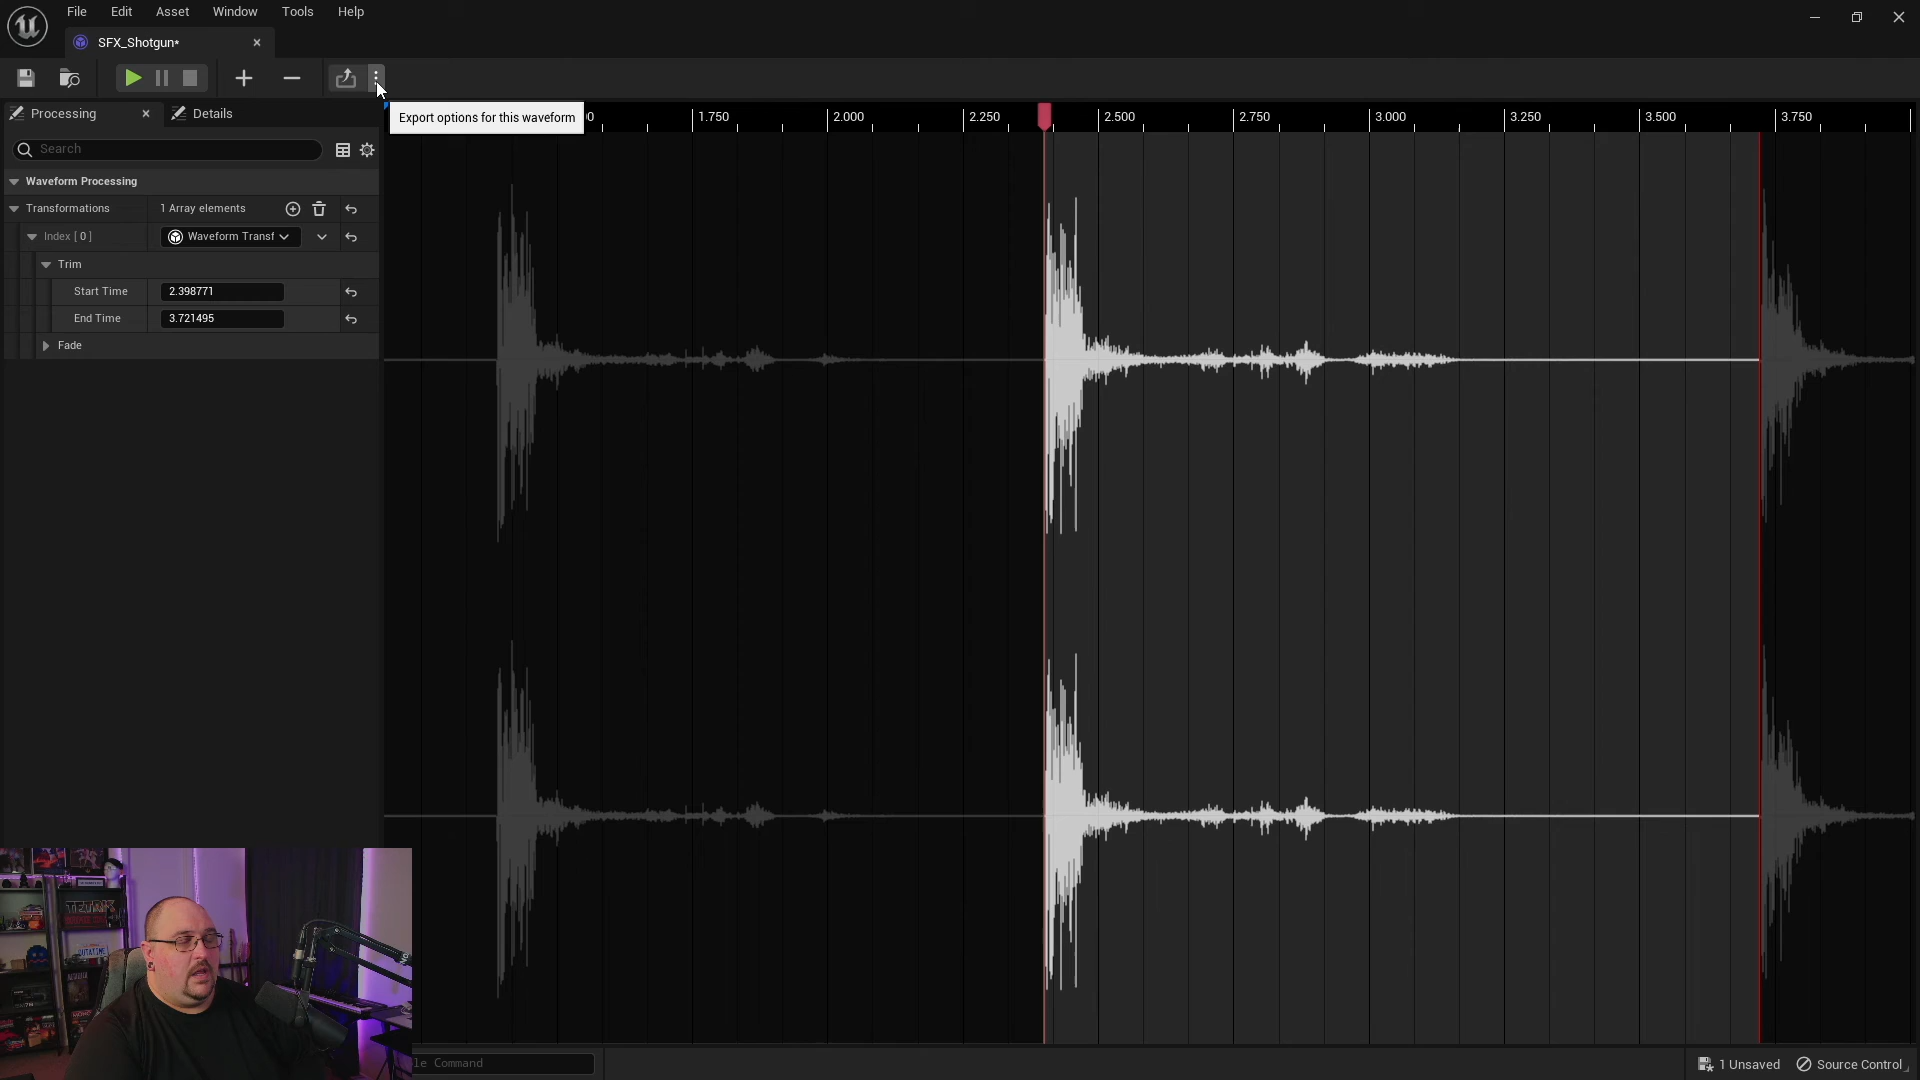 File Edit Asset Window Tools Help
SFX_Shotgun*
Processing
Details
Export options for this waveform
1.750 2.000 2.250 2.500 2.750 3.000 3.250 3.500 3.750
Search
Waveform Processing
Transformations 1 Array elements
Index [ 0 ] Waveform Transf
Trim
Start Time 2.398771
End Time 3.721495
Fade
TETRIS
le Command
1 Unsaved Source Control